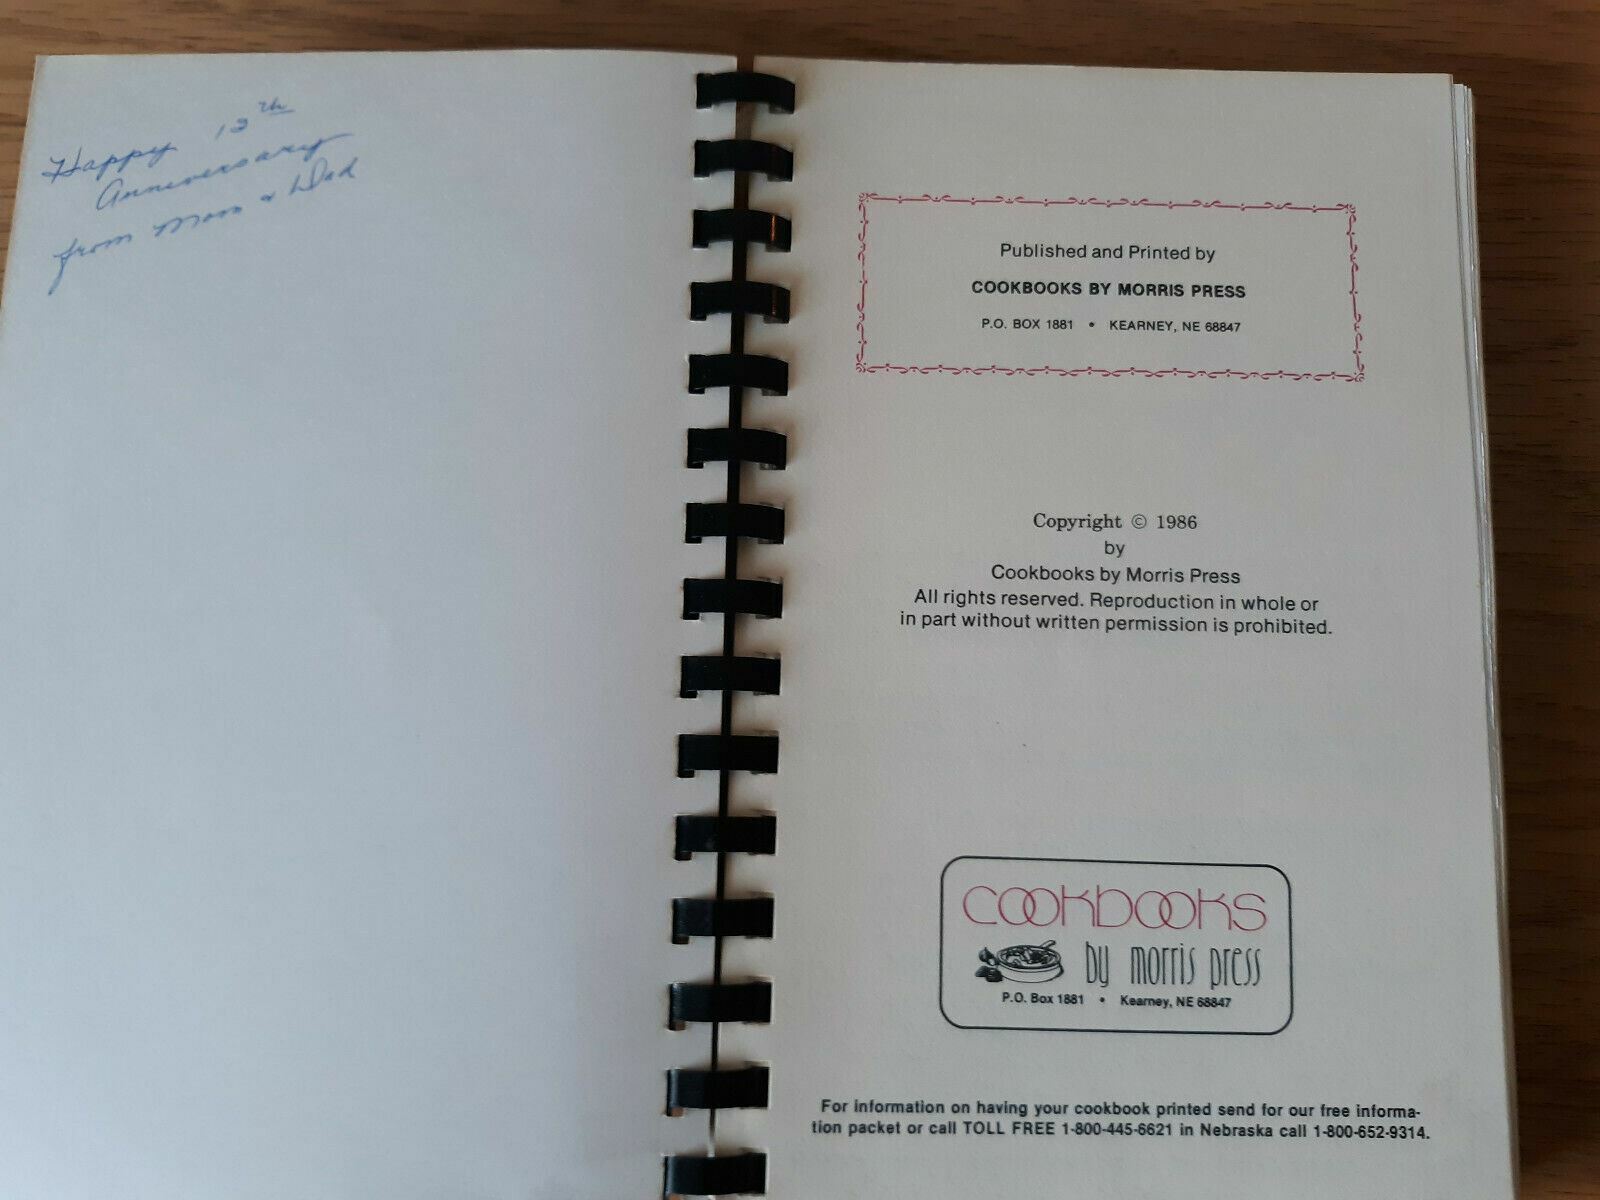 Happy 12th
Anniversary
from Mom & Dad
Published and Printed by
COOKBOOKS BY MORRIS PRESS
P.O. BOX 1881 • KEARNEY, NE 68847
Copyright © 1986
by
Cookbooks by Morris Press
All rights reserved. Reproduction in whole or
in part without written permission is prohibited.
cookbooks
by morris press
P.O. Box 1881 • Kearney, NE 68847
For information on having your cookbook printed send for our free informa-
tion packet or call TOLL FREE 1-800-445-6621 in Nebraska call 1-800-652-9314.